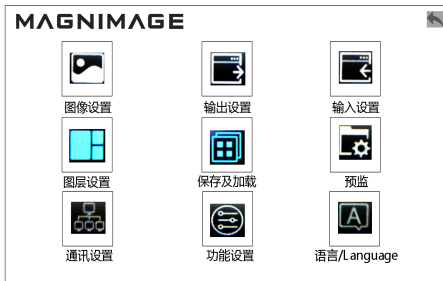 MAGNIMAGE
图像设置 输出设置 输入设置
图层设置 保存及加载 预监
A
通讯设置 功能设置 语言/Language